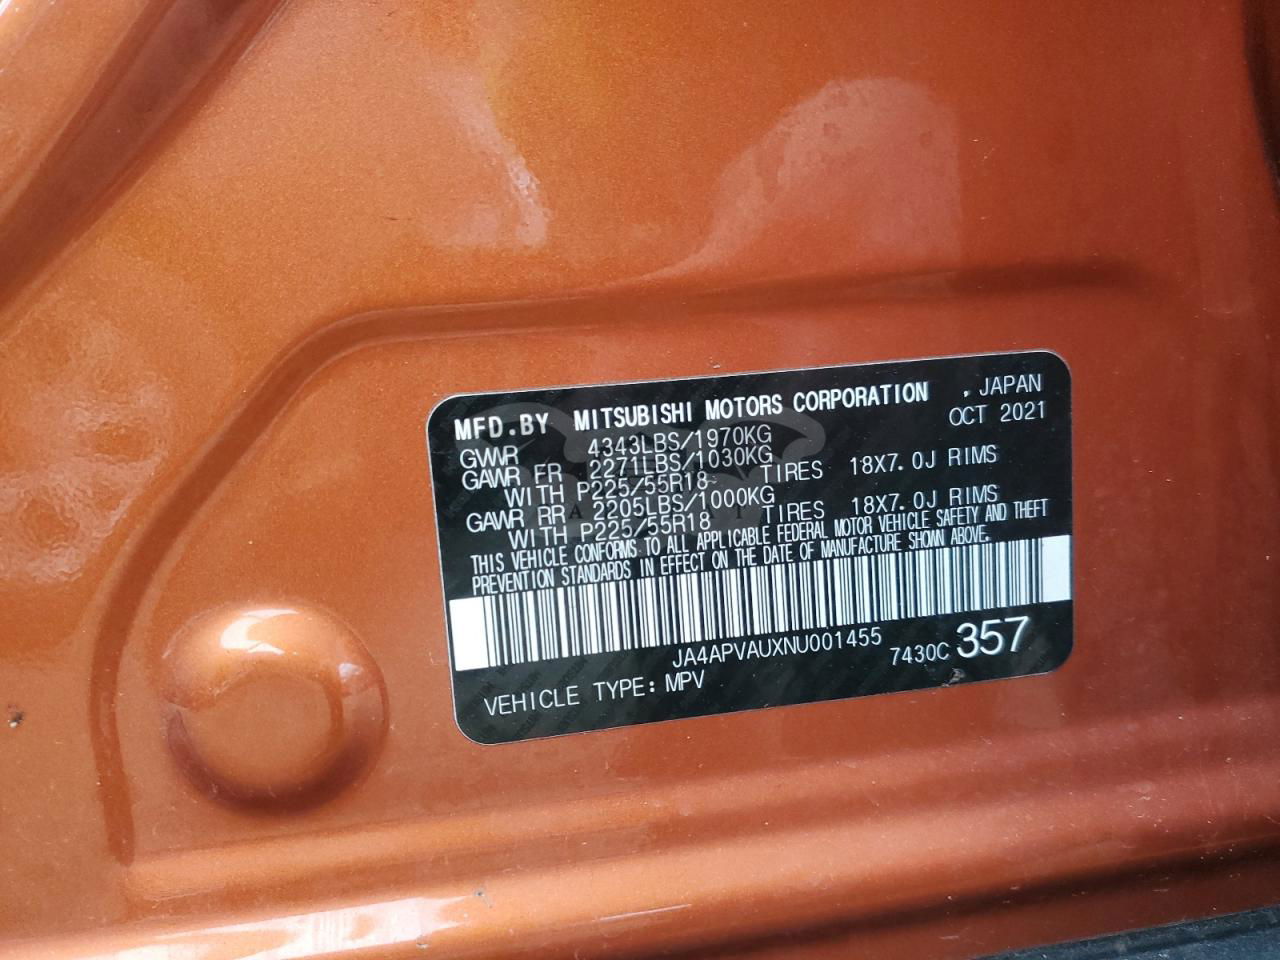 MFD.BY MITSUBISHI MOTORS CORPORATION , JAPAN
OCT 2021
GVWR 4343LBS/1970KG
GAWR FR 2271LBS/1030KG
WITH P225/55R18 TIRES 18X7.0J RIMS
GAWR RR 2205LBS/1000KG
WITH P225/55R18 TIRES 18X7.0J RIMS
THIS VEHICLE CONFORMS TO ALL APPLICABLE FEDERAL MOTOR VEHICLE SAFETY AND THEFT
PREVENTION STANDARDS IN EFFECT ON THE DATE OF MANUFACTURE SHOWN ABOVE.
JA4APVAUXNU001455
7430C 357
VEHICLE TYPE: MPV